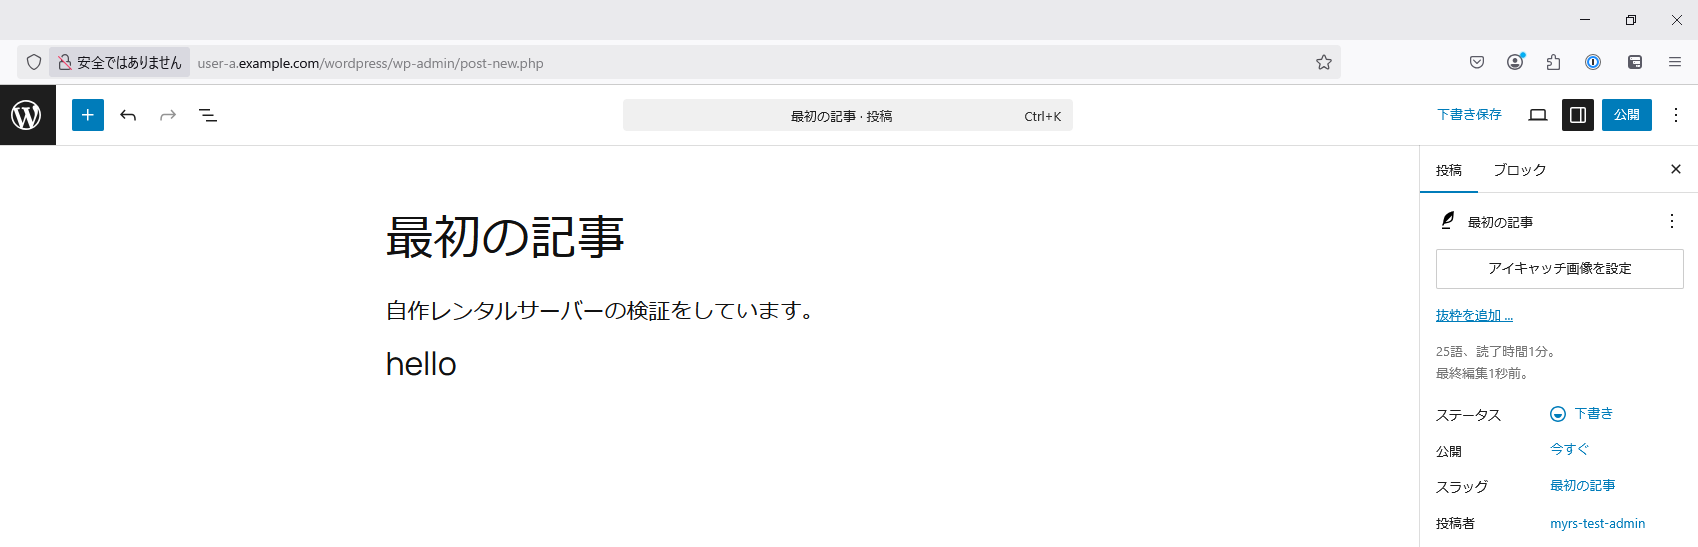 安全ではありません
user-a.example.com/wordpress/wp-admin/post-new.php
最初の記事 · 投稿 Ctrl+K
下書き保存
公開
投稿 ブロック
最初の記事
自作レンタルサーバーの検証をしています。
hello
最初の記事
アイキャッチ画像を設定
抜粋を追加 ...
25語、読了時間1分。
最終編集1秒前。
ステータス 下書き
公開 今すぐ
スラッグ 最初の記事
投稿者 myrs-test-admin